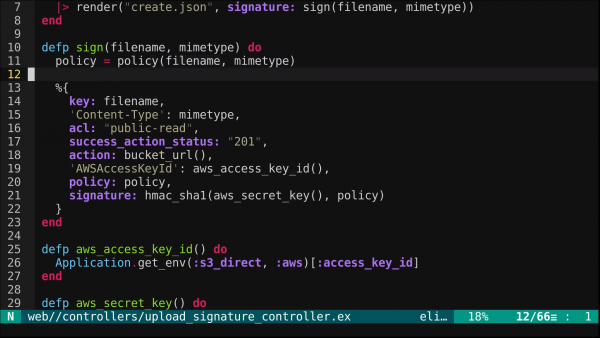 7     |> render("create.json", signature: sign(filename, mimetype))
8   end
9
10   defp sign(filename, mimetype) do
11     policy = policy(filename, mimetype)
12
13     %{
14       key: filename,
15       'Content-Type': mimetype,
16       acl: "public-read",
17       success_action_status: "201",
18       action: bucket_url(),
19       'AWSAccessKeyId': aws_access_key_id(),
20       policy: policy,
21       signature: hmac_sha1(aws_secret_key(), policy)
22     }
23   end
24
25   defp aws_access_key_id() do
26     Application.get_env(:s3_direct, :aws)[:access_key_id]
27   end
28
29   defp aws_secret_key() do
N  web//controllers/upload_signature_controller.ex  eli…  18%  12/66≡ :  1